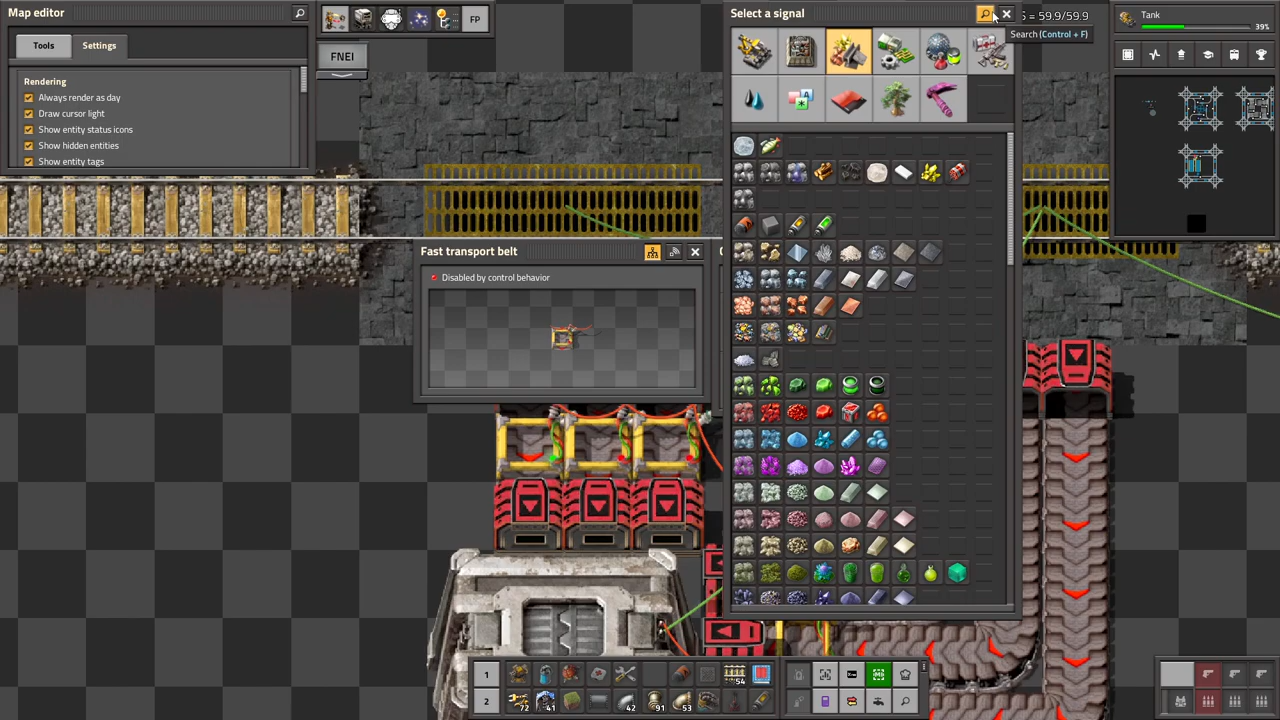 Map editor
Tools
Settings
Rendering
Always render as day
Draw cursor light
Show entity status icons
Show hidden entities
Show entity tags
FP
FNEI
Select a signal
= 59.9/59.9
Search (Control + F)
Tank
39%
Fast transport belt
Disabled by control behavior
1
54
2
72
41
42
91
53